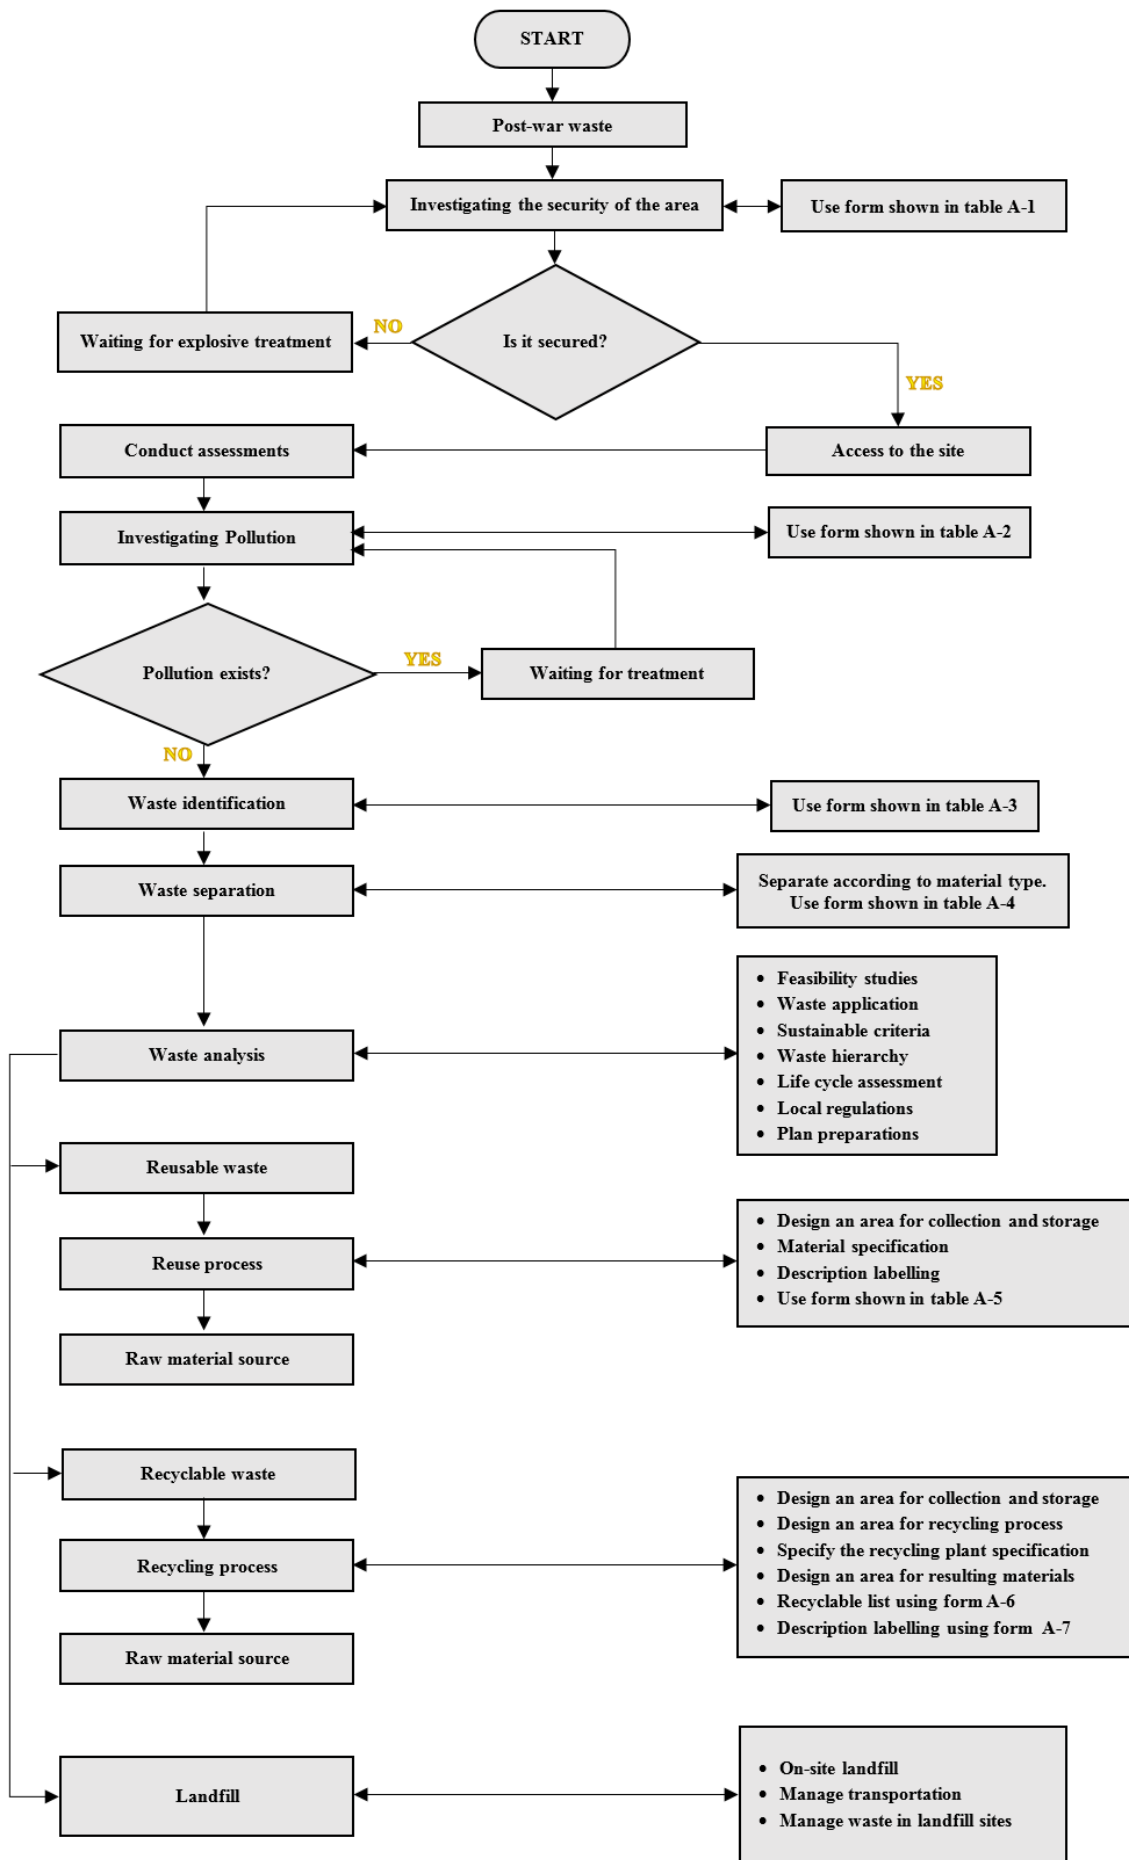 START
Post-war waste
Investigating the security of the area
Use form shown in table A-1
Is it secured?
NO
Waiting for explosive treatment
YES
Access to the site
Conduct assessments
Investigating Pollution
Use form shown in table A-2
Pollution exists?
YES
Waiting for treatment
NO
Waste identification
Use form shown in table A-3
Waste separation
Separate according to material type.
Use form shown in table A-4
Waste analysis
• Feasibility studies
• Waste application
• Sustainable criteria
• Waste hierarchy
• Life cycle assessment
• Local regulations
• Plan preparations
Reusable waste
Reuse process
• Design an area for collection and storage
• Material specification
• Description labelling
• Use form shown in table A-5
Raw material source
Recyclable waste
Recycling process
• Design an area for collection and storage
• Design an area for recycling process
• Specify the recycling plant specification
• Design an area for resulting materials
• Recyclable list using form A-6
• Description labelling using form A-7
Raw material source
Landfill
• On-site landfill
• Manage transportation
• Manage waste in landfill sites